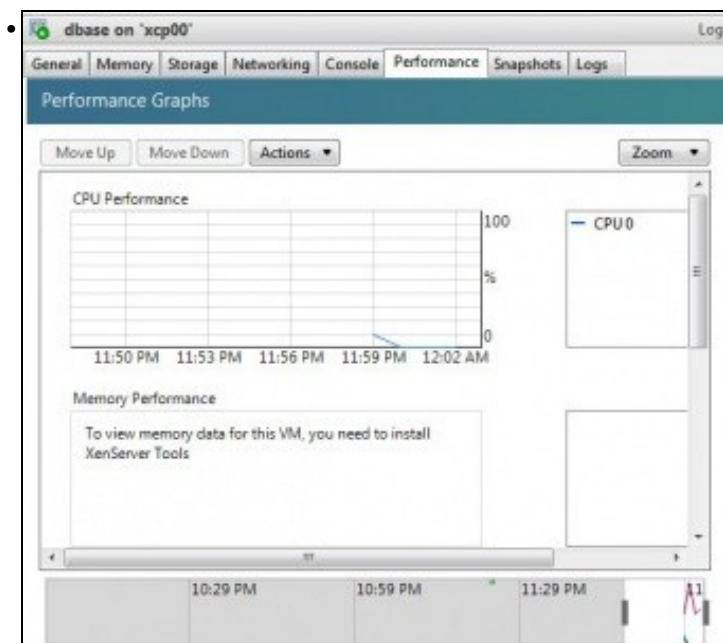 dbase on 'xcp00'
Log
General Memory Storage Networking Console Performance Snapshots Logs
Performance Graphs
Move Up Move Down Actions Zoom
CPU Performance
100
%
0
CPU 0
11:50 PM 11:53 PM 11:56 PM 11:59 PM 12:02 AM
Memory Performance
To view memory data for this VM, you need to install
XenServer Tools
10:29 PM 10:59 PM 11:29 PM 11